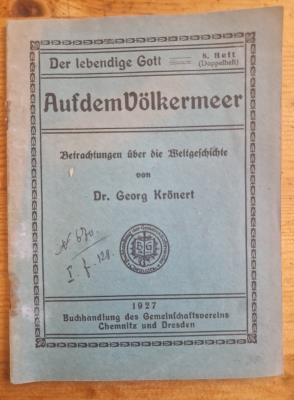 Der lebendige Gott
8. Heft
(Doppelheft)
Auf dem Völkermeer
Betrachtungen über die Weltgeschichte
von
Dr. Georg Krönert
1927
Buchhandlung des Gemeinschaftsvereins
Chemnitz und Dresden